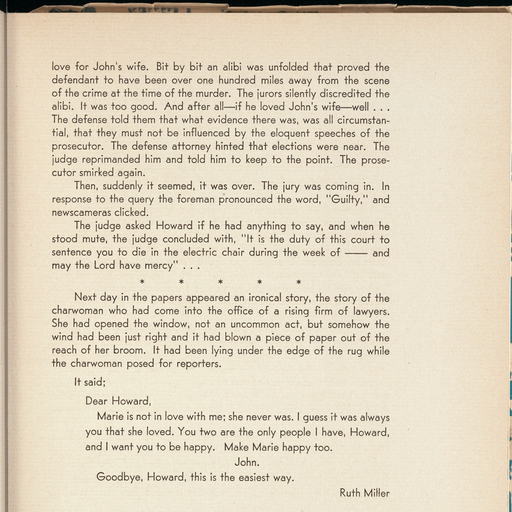 love for John's wife. Bit by bit an alibi was unfolded that proved the
defendant to have been over one hundred miles away from the scene
of the crime at the time of the murder. The jurors silently discredited the
alibi. It was too good. And after all—if he loved John's wife—well . . .
The defense told them that what evidence there was, was all circumstan-
tial, that they must not be influenced by the eloquent speeches of the
prosecutor. The defense attorney hinted that elections were near. The
judge reprimanded him and told him to keep to the point. The prose-
cutor smirked again.
Then, suddenly it seemed, it was over. The jury was coming in. In
response to the query the foreman pronounced the word, "Guilty," and
newscameras clicked.
The judge asked Howard if he had anything to say, and when he
stood mute, the judge concluded with, "It is the duty of this court to
sentence you to die in the electric chair during the week of —— and
may the Lord have mercy" . . .
* * * * *
Next day in the papers appeared an ironical story, the story of the
charwoman who had come into the office of a rising firm of lawyers.
She had opened the window, not an uncommon act, but somehow the
wind had been just right and it had blown a piece of paper out of the
reach of her broom. It had been lying under the edge of the rug while
the charwoman posed for reporters.
It said;
Dear Howard,
Marie is not in love with me; she never was. I guess it was always
you that she loved. You two are the only people I have, Howard,
and I want you to be happy. Make Marie happy too.
John.
Goodbye, Howard, this is the easiest way.
Ruth Miller